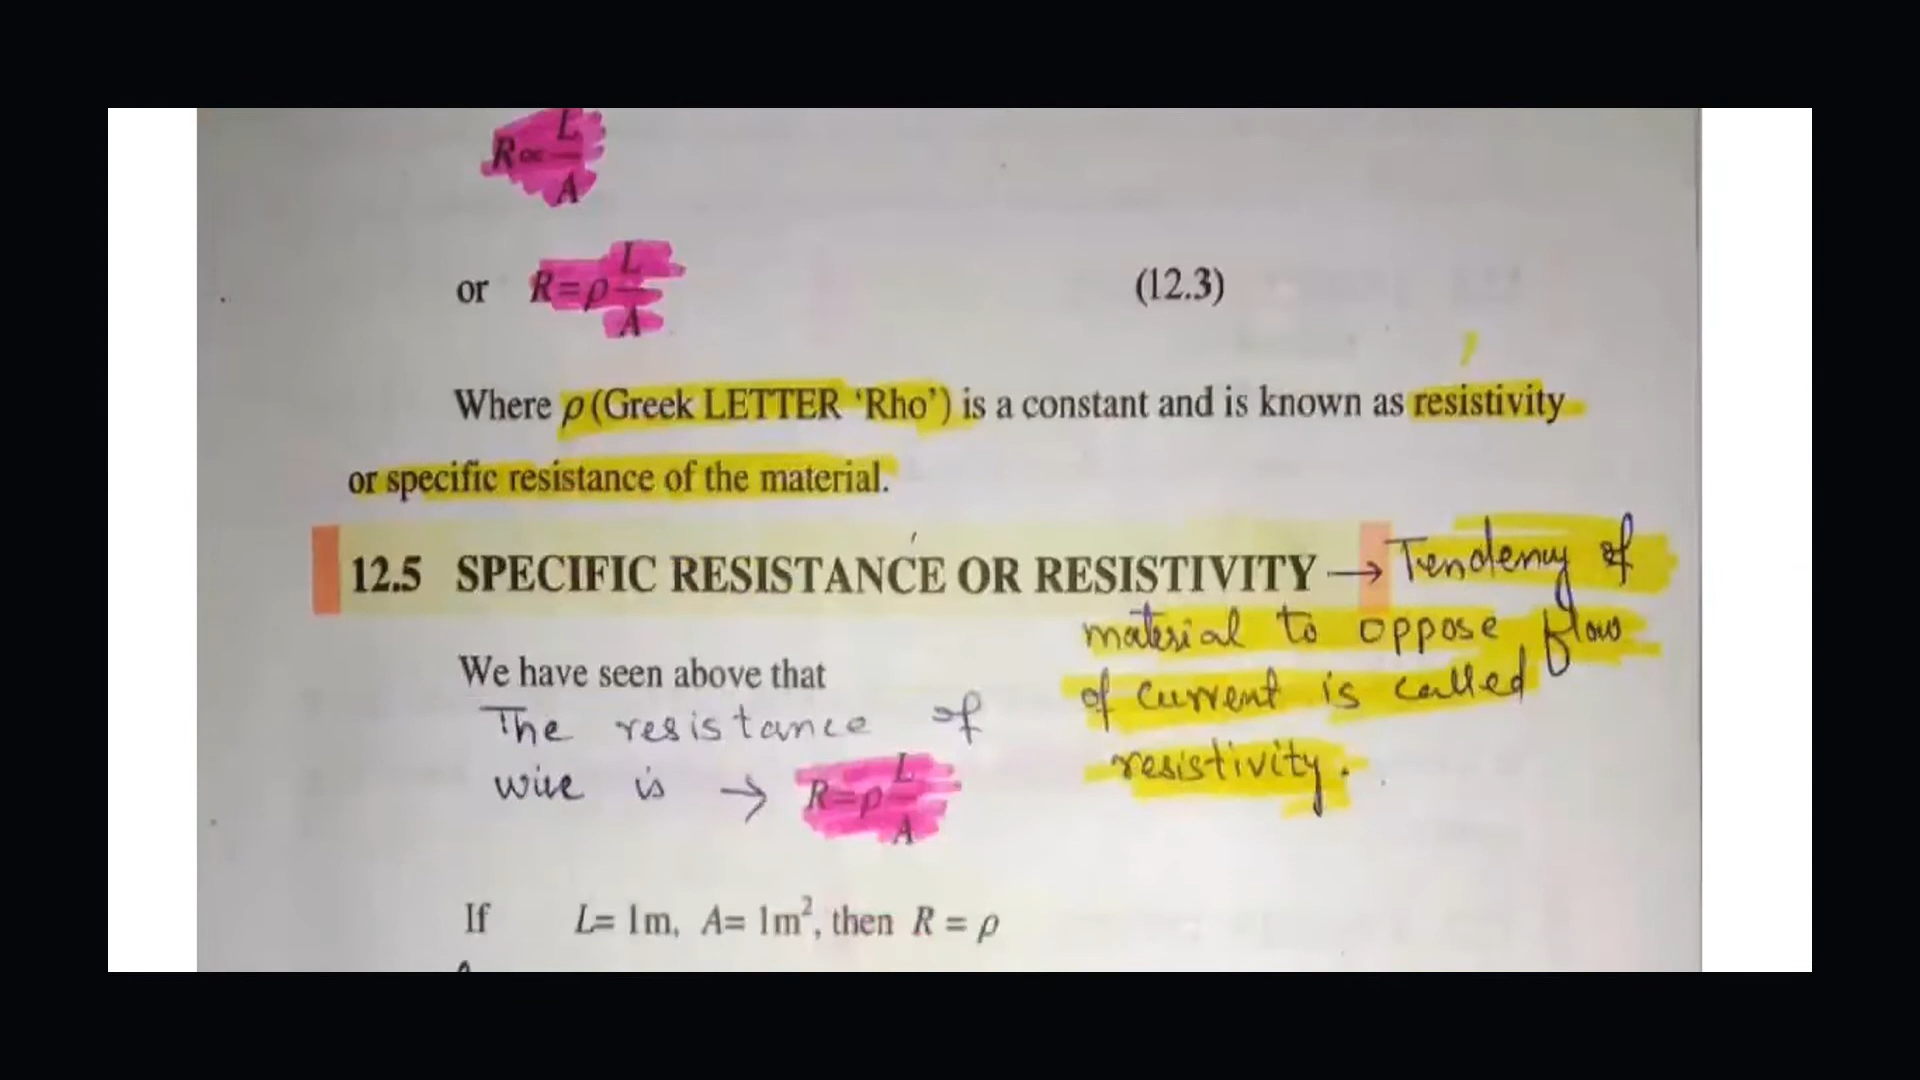 R ∝ L/A
or R = ρ L/A (12.3)
Where ρ (Greek LETTER ‘Rho’) is a constant and is known as resistivity
or specific resistance of the material.
12.5 SPECIFIC RESISTANCE OR RESISTIVITY → Tendency of
material to oppose flow
of current is called
resistivity.
We have seen above that
The resistance of
wire is → R = ρ L/A
If L= 1m, A= 1m², then R = ρ